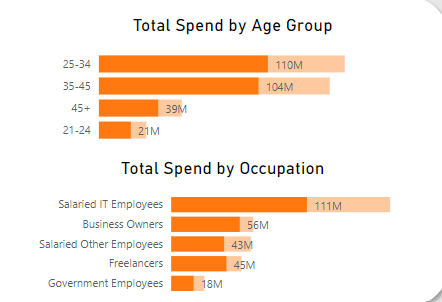 Total Spend by Age Group
25-34 110M
35-45 104M
45+ 39M
21-24 21M
Total Spend by Occupation
Salaried IT Employees 111M
Business Owners 56M
Salaried Other Employees 43M
Freelancers 45M
Government Employees 18M